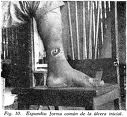 Fig. 10. Espundia: forma común de la úlcera inicial.